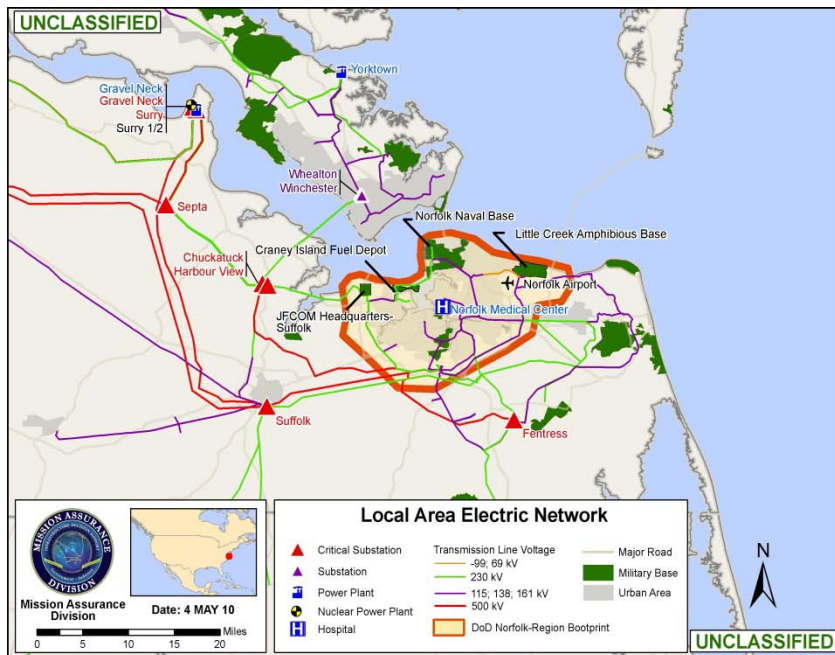 UNCLASSIFIED
Gravel Neck
Gravel Neck
Surry
Surry 1/2
Yorktown
Whealton
Winchester
Septa
Norfolk Naval Base
Little Creek Amphibious Base
Craney Island Fuel Depot
Chuckatuck
Harbour View
Norfolk Airport
JFCOM Headquarters-
Suffolk
Norfolk Medical Center
Suffolk
Fentress
MISSION ASSURANCE
DIVISION
Mission Assurance
Division
Date: 4 MAY 10
Miles
0 5 10 15 20
Local Area Electric Network
Critical Substation
Substation
Power Plant
Nuclear Power Plant
Hospital
Transmission Line Voltage
-99; 69 kV
230 kV
115; 138; 161 kV
500 kV
DoD Norfolk-Region Bootprint
Major Road
Military Base
Urban Area
N
UNCLASSIFIED